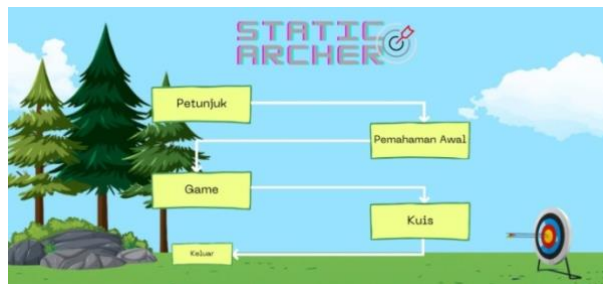 STATIC
ARCHER
Petunjuk
Pemahaman Awal
Game
Kuis
Keluar